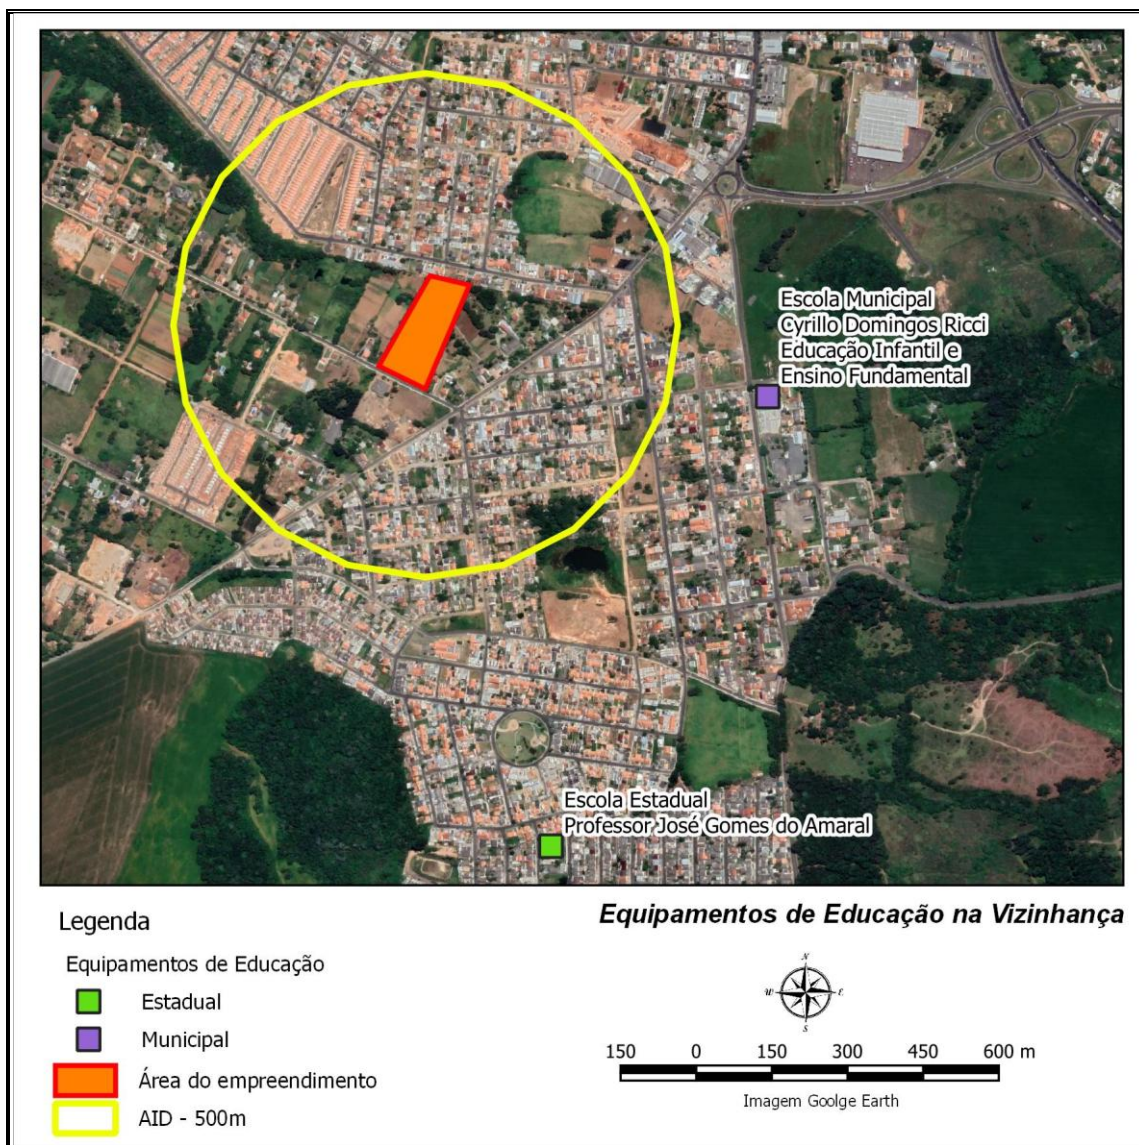 Escola Municipal
Cyrillo Domingos Ricci
Educação Infantil e
Ensino Fundamental
Escola Estadual
Professor José Gomes do Amaral
Legenda
Equipamentos de Educação
Estadual
Municipal
Área do empreendimento
AID - 500m
Equipamentos de Educação na Vizinhança
N
W E
S
150 0 150 300 450 600 m
Imagem Goolge Earth